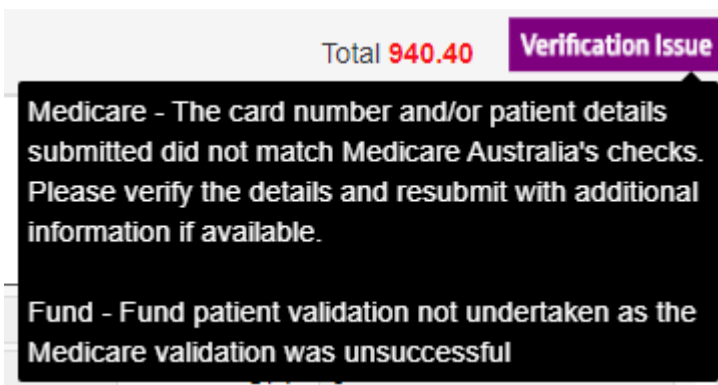 Total 940.40 Verification Issue
Medicare - The card number and/or patient details
submitted did not match Medicare Australia's checks.
Please verify the details and resubmit with additional
information if available.
Fund - Fund patient validation not undertaken as the
Medicare validation was unsuccessful